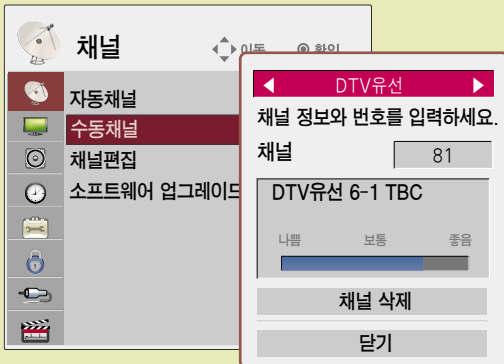 채널
이동 확인
자동채널
수동채널
채널편집
소프트웨어 업그레이드
DTV유선
채널 정보와 번호를 입력하세요.
채널 81
DTV유선 6-1 TBC
나쁨 보통 좋음
채널 삭제
닫기